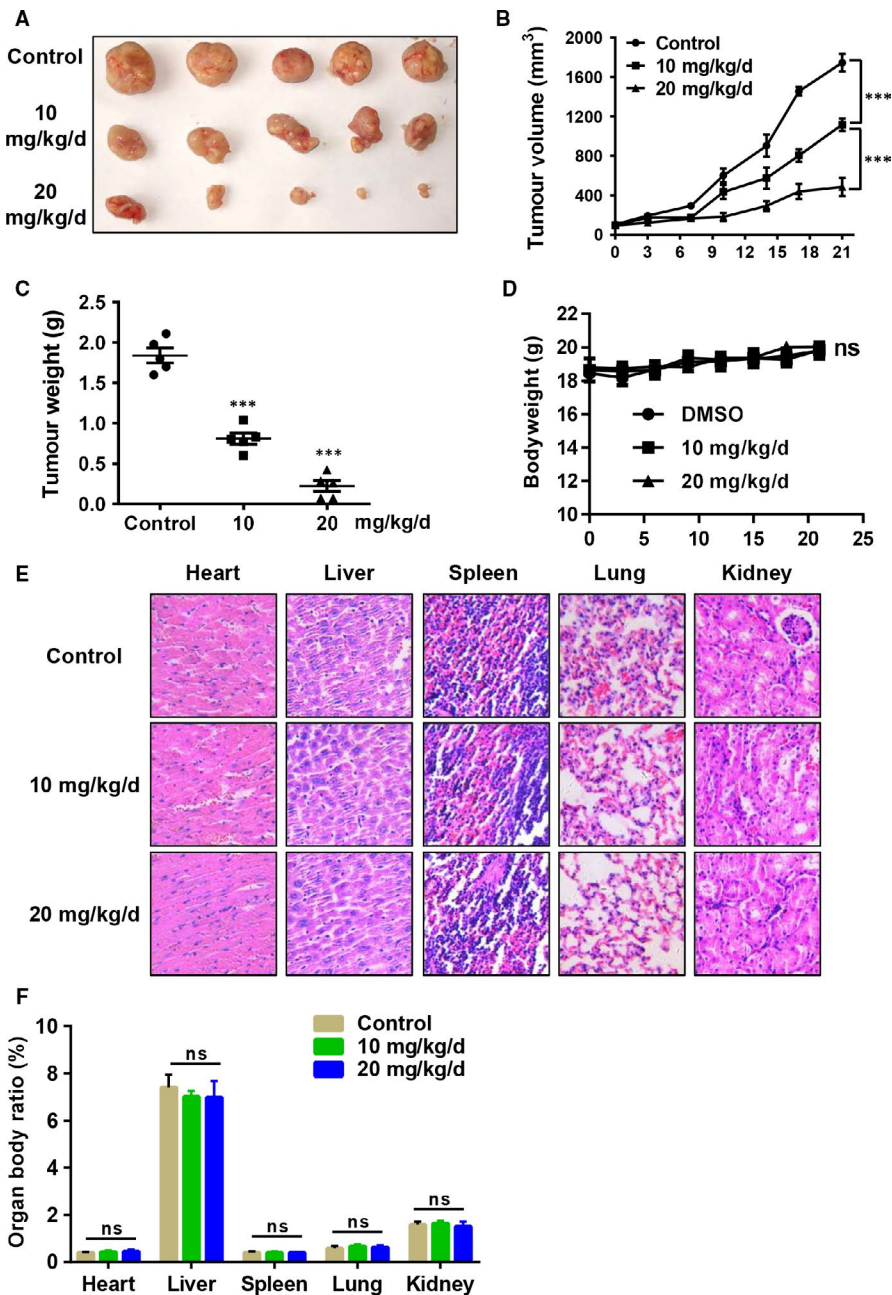 A
Control
10
mg/kg/d
20
mg/kg/d
B
Tumour volume (mm³)
2000
1600
1200
800
400
0
0 3 6 9 12 15 18 21
Control
10 mg/kg/d
20 mg/kg/d
***
***
C
Tumour weight (g)
2.5
2.0
1.5
1.0
0.5
0.0
***
***
Control 10 20 mg/kg/d
D
Bodyweight (g)
22
20
18
16
14
12
10
ns
DMSO
10 mg/kg/d
20 mg/kg/d
0 5 10 15 20 25
E
Heart Liver Spleen Lung Kidney
Control
10 mg/kg/d
20 mg/kg/d
F
Organ body ratio (%)
10
8
6
4
2
0
Control
10 mg/kg/d
20 mg/kg/d
ns ns ns ns ns
Heart Liver Spleen Lung Kidney